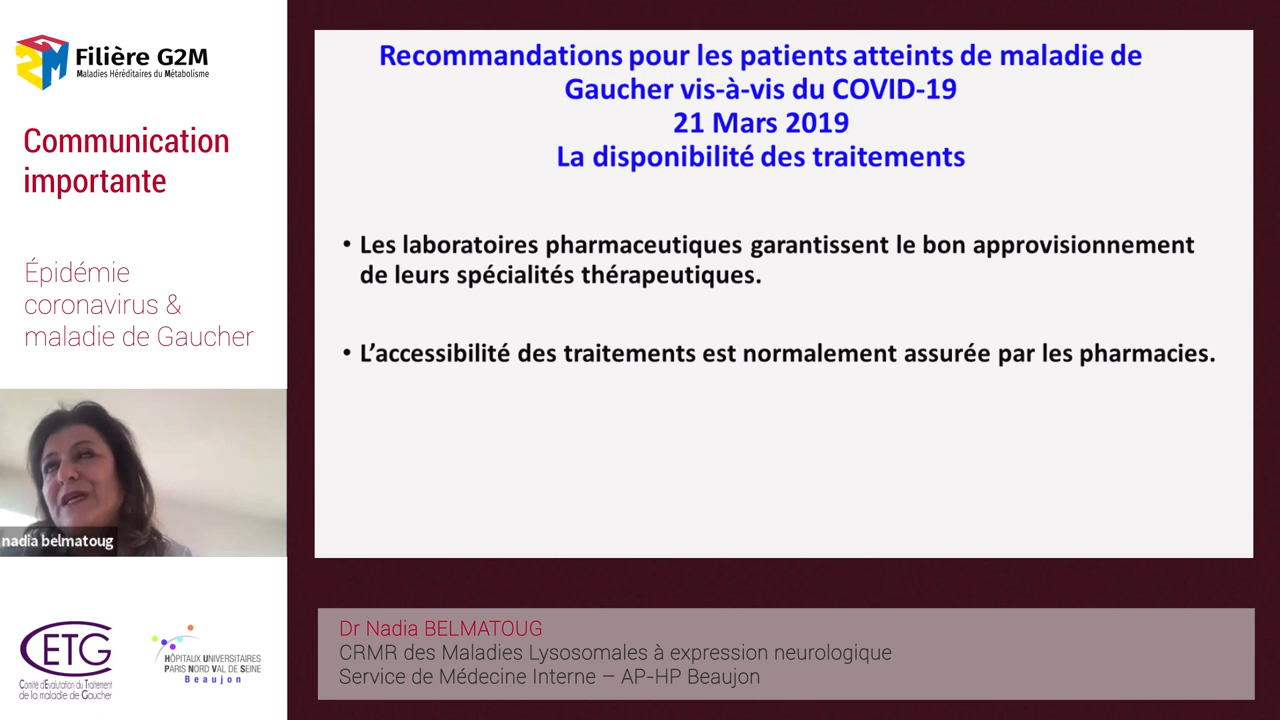 Filière G2M
Maladies Héréditaires du Métabolisme
Communication
importante
Épidémie
coronavirus &
maladie de Gaucher
nadia belmatoug
CETG
Comité d'Evaluation du Traitement
de la maladie de Gaucher
HÔPITAUX UNIVERSITAIRES
PARIS NORD VAL DE SEINE
Beaujon
Recommandations pour les patients atteints de maladie de
Gaucher vis-à-vis du COVID-19
21 Mars 2019
La disponibilité des traitements
• Les laboratoires pharmaceutiques garantissent le bon approvisionnement
de leurs spécialités thérapeutiques.
• L'accessibilité des traitements est normalement assurée par les pharmacies.
Dr Nadia BELMATOUG
CRMR des Maladies Lysosomales à expression neurologique
Service de Médecine Interne – AP-HP Beaujon